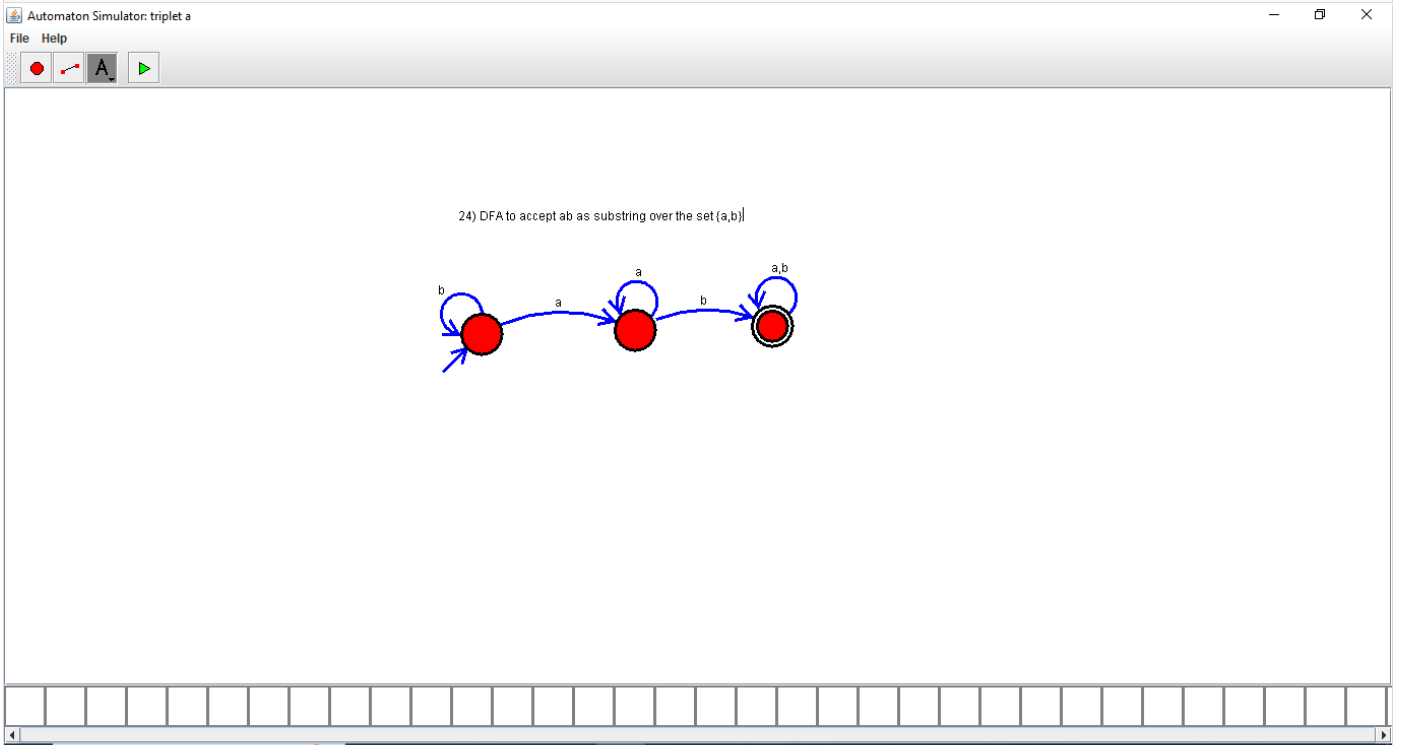 Automaton Simulator: triplet a
File Help
A
24) DFA to accept ab as substring over the set {a,b}
b
a
a
b
a,b